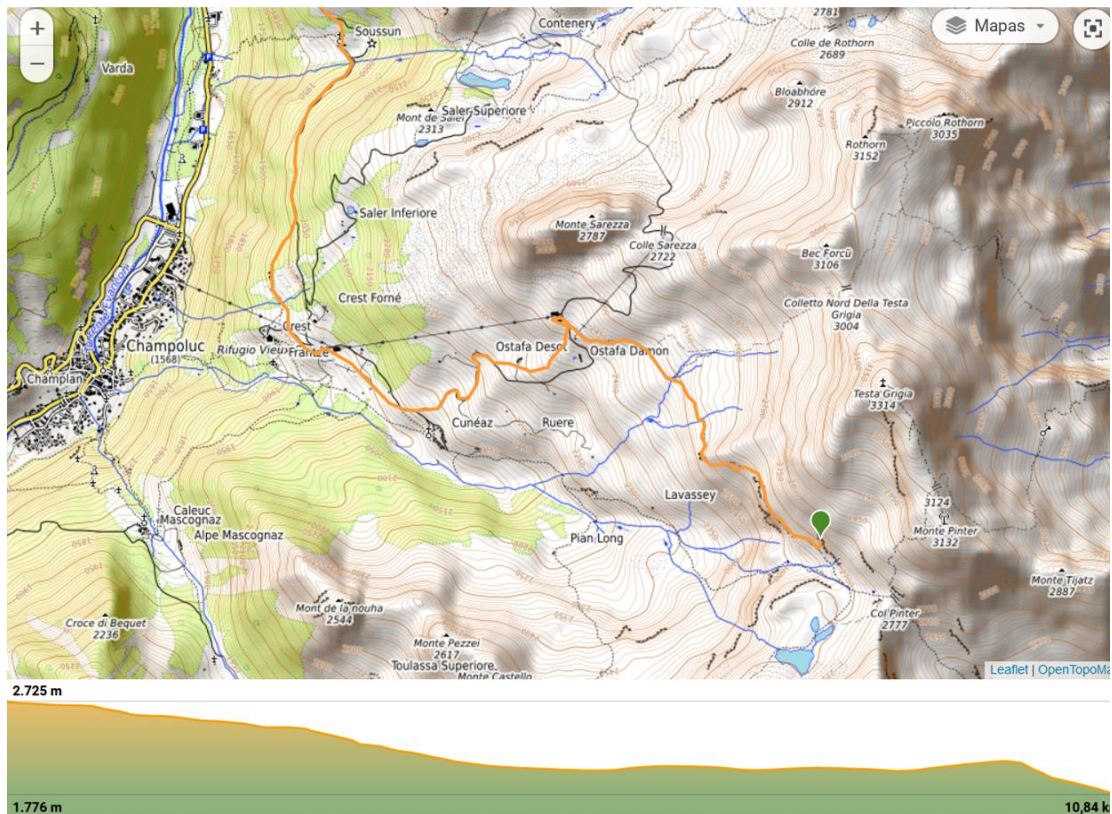 +
−
Mapas
Soussun
Contenery
2781
Colle de Rothorn
2689
Varda
Bloabhóre
2912
Mont de Saler
2313
Saler Superiore
Piccolo Rothorn
3035
Rothorn
3152
Saler Inferiore
Monte Sarezza
2787
Colle Sarezza
2722
Bec Forcù
3106
Crest Forné
Colletto Nord Della Testa
Grigia
3004
Crest
Champoluc
(1568)
Rifugio Vieux
Frantze
Ostafa Desot
Ostafa Damon
Champlan
Testa Grigia
3314
Cunéaz
Ruere
Lavassey
3124
Caleuc
Mascognaz
Alpe Mascognaz
Pian Long
Monte Pinter
3132
Monte Tijatz
2887
Mont de la nouha
2544
Col Pinter
2777
Croce di Bequet
2236
Monte Pezzei
2617
Toulassa Superiore
Monte Castello
Leaflet | OpenTopoMa
2.725 m
1.776 m
10,84 k